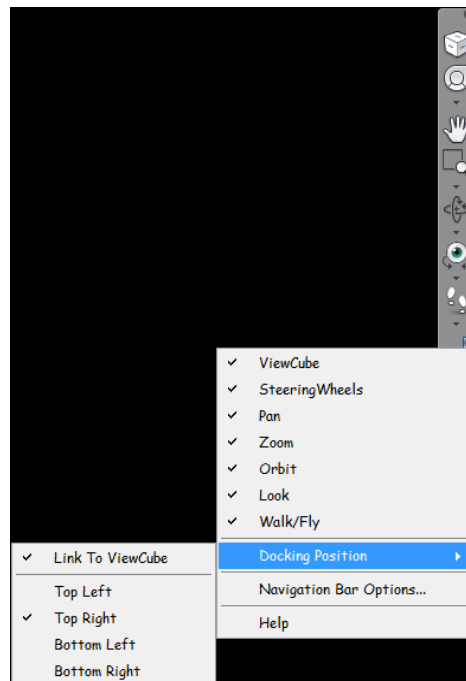 ViewCube
SteeringWheels
Pan
Zoom
Orbit
Look
Walk/Fly
Docking Position
Navigation Bar Options...
Help
Link To ViewCube
Top Left
Top Right
Bottom Left
Bottom Right